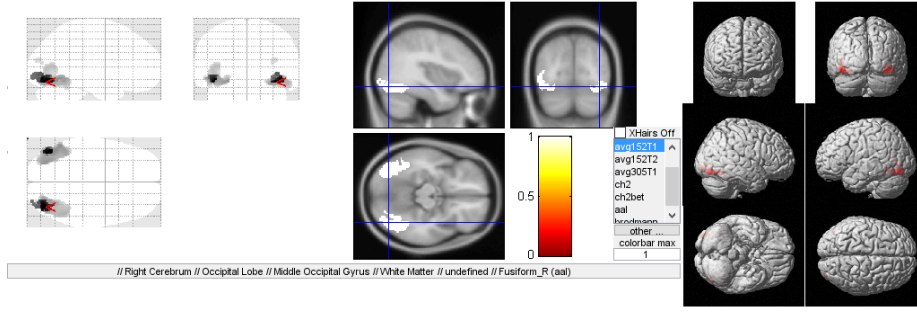 XHairs Off
avg152T1
avg152T2
avg305T1
ch2
ch2bet
aal
brodmann
other ...
colorbar max
1
1
0.5
0
// Right Cerebrum // Occipital Lobe // Middle Occipital Gyrus // White Matter // undefined // Fusiform_R (aal)